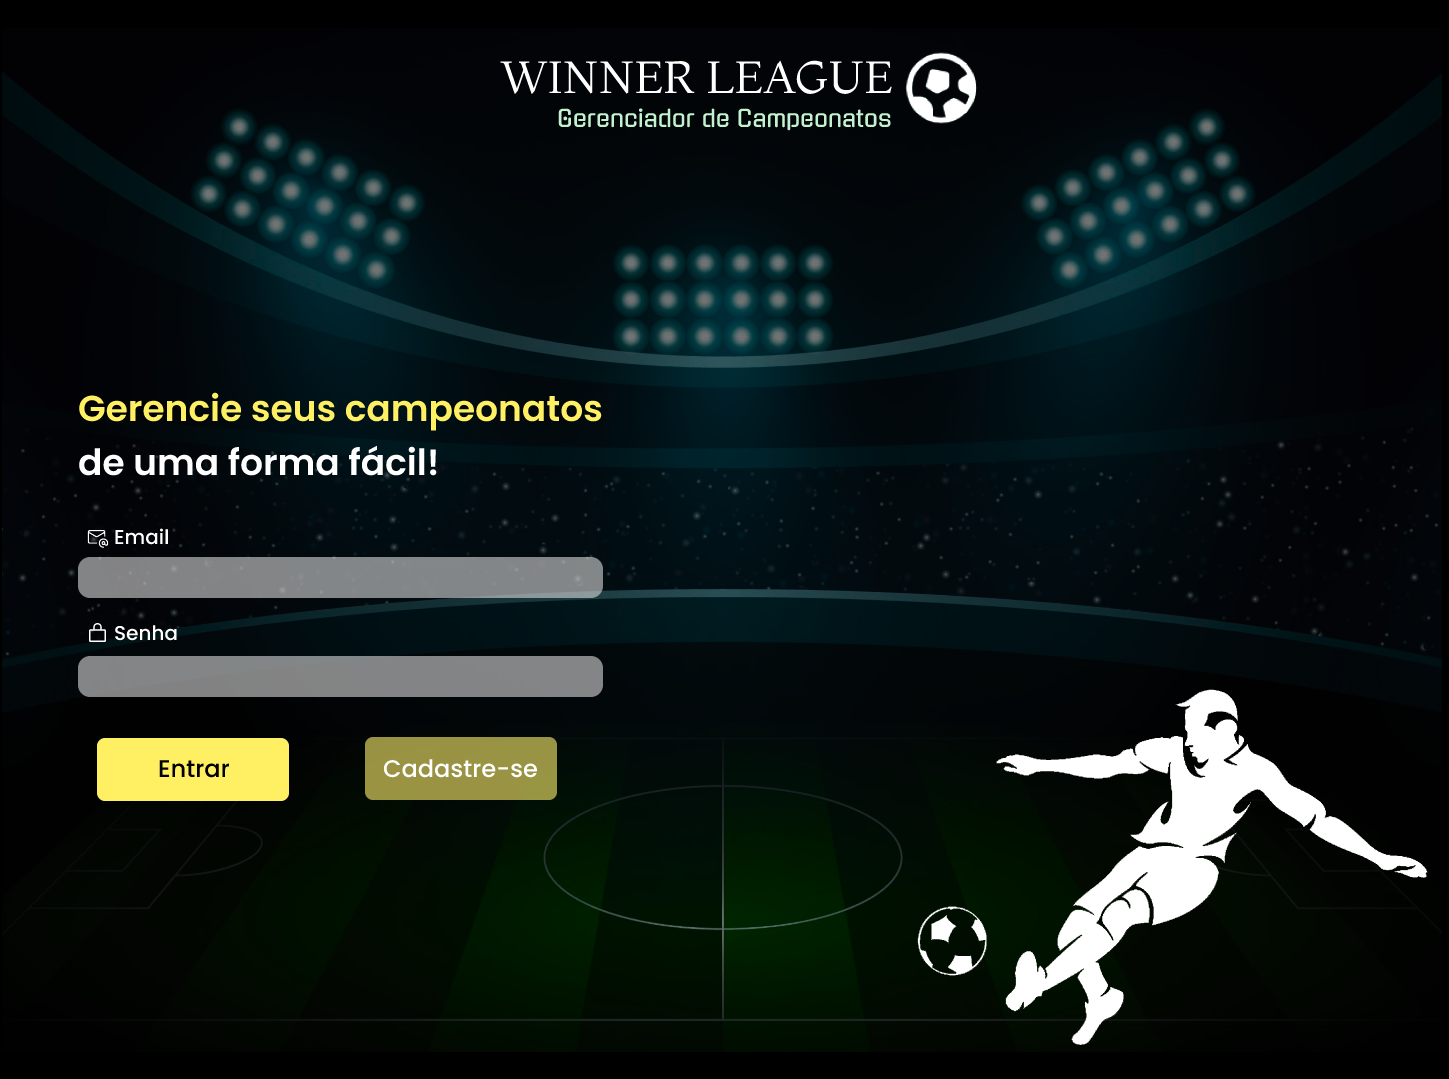 WINNER LEAGUE
Gerenciador de Campeonatos
Gerencie seus campeonatos
de uma forma fácil!
Email
Senha
Entrar
Cadastre-se